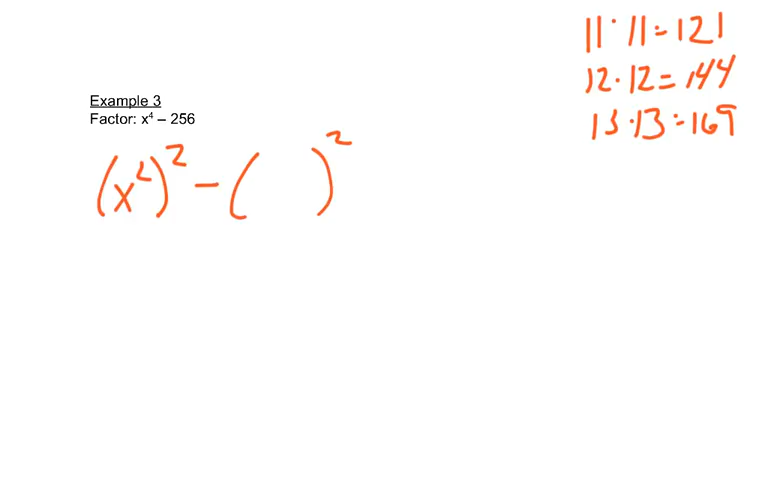 11 · 11 = 121
12 · 12 = 144
13 · 13 = 169
Example 3
Factor: x⁴ – 256
(x²)² – (   )²